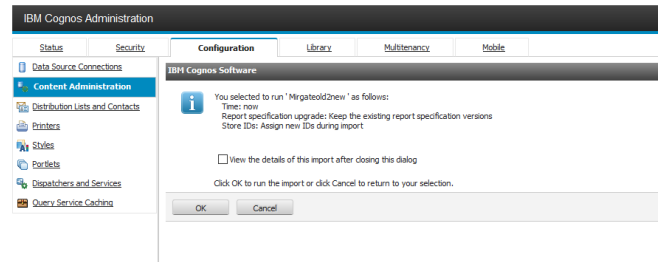 IBM Cognos Administration
Status Security Configuration Library Multitenancy Mobile
Data Source Connections
Content Administration
Distribution Lists and Contacts
Printers
Styles
Portlets
Dispatchers and Services
Query Service Caching
IBM Cognos Software
You selected to run ' Mirgateold2new ' as follows:
Time: now
Report specification upgrade: Keep the existing report specification versions
Store IDs: Assign new IDs during import
View the details of this import after closing this dialog
Click OK to run the import or click Cancel to return to your selection.
OK Cancel